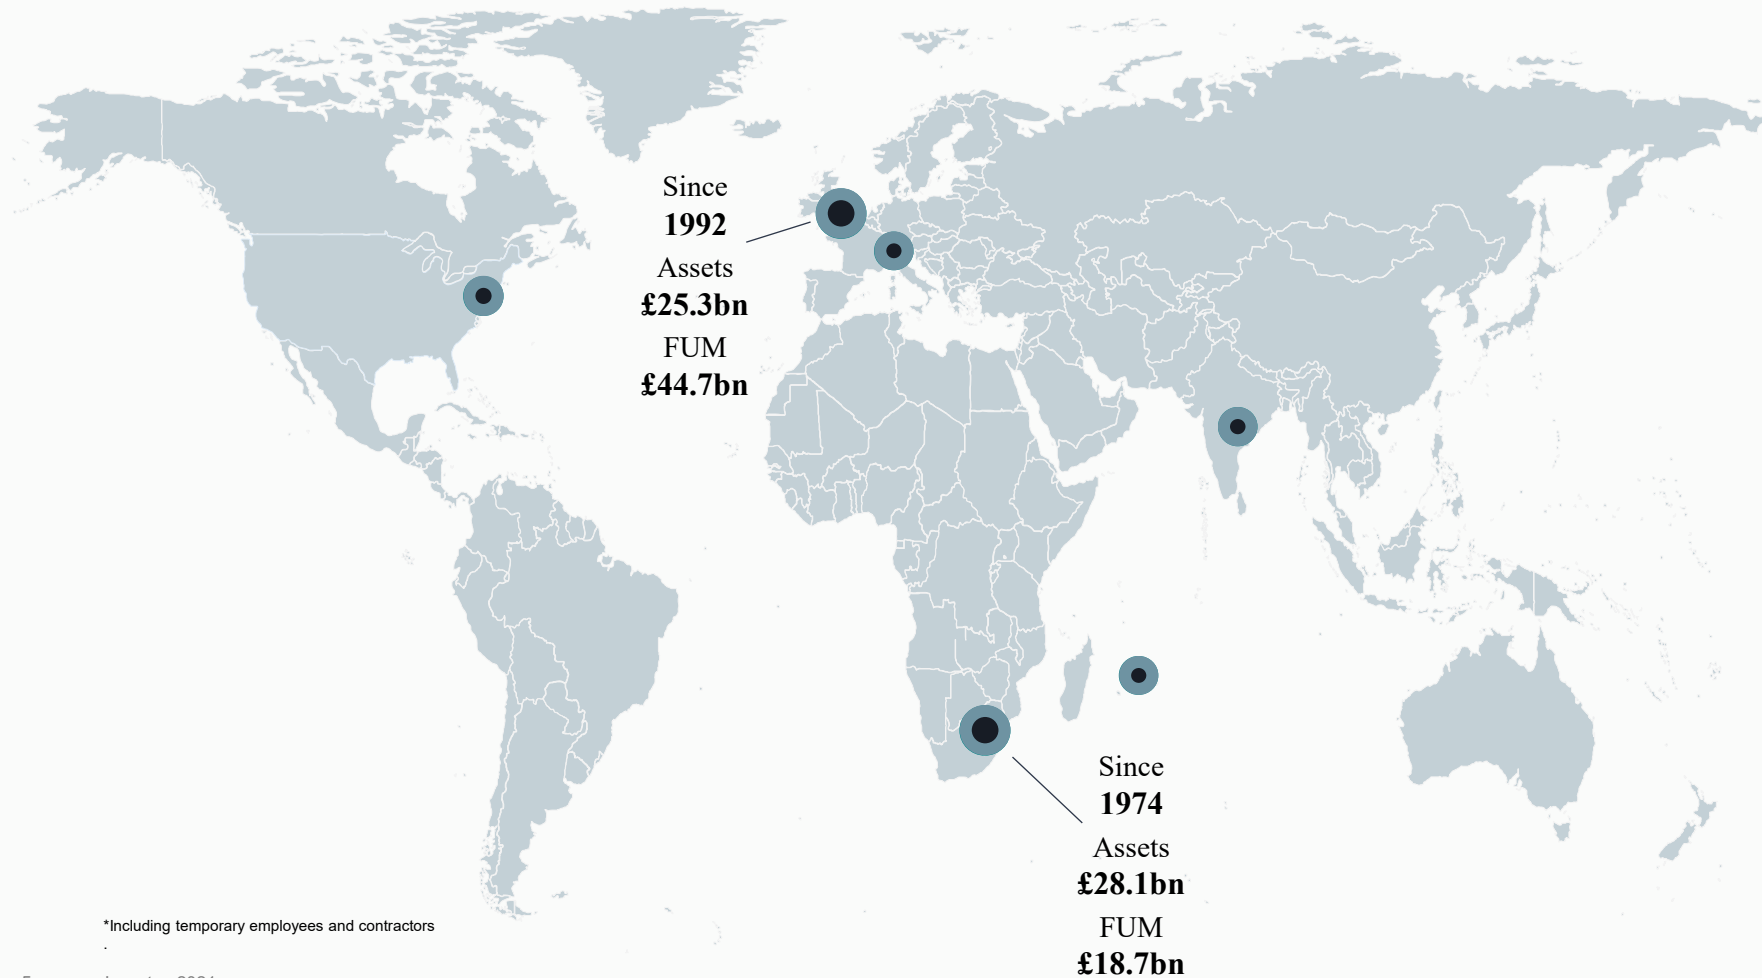 Since
1992
Assets
£25.3bn
FUM
£44.7bn
Since
1974
Assets
£28.1bn
FUM
£18.7bn
*Including temporary employees and contractors
.